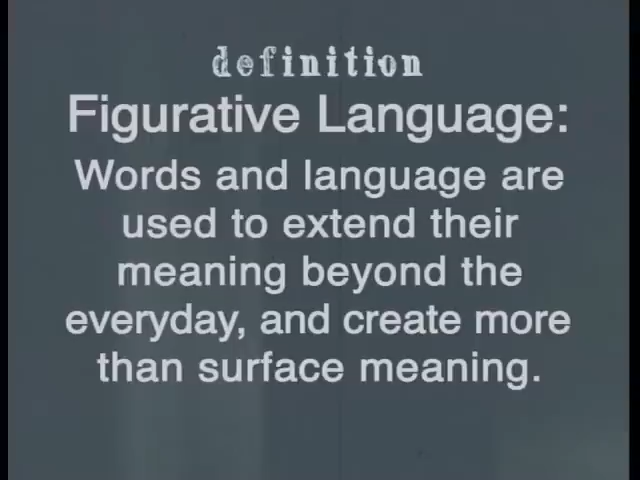 definition
Figurative Language:
Words and language are
used to extend their
meaning beyond the
everyday, and create more
than surface meaning.